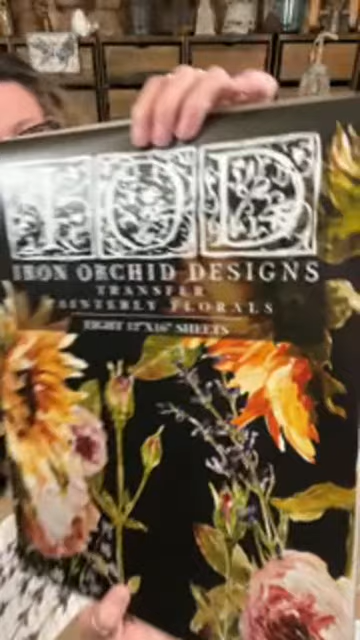 IOD
IRON ORCHID DESIGNS
TRANSFER
PAINTERLY FLORALS
EIGHT 12"X16" SHEETS